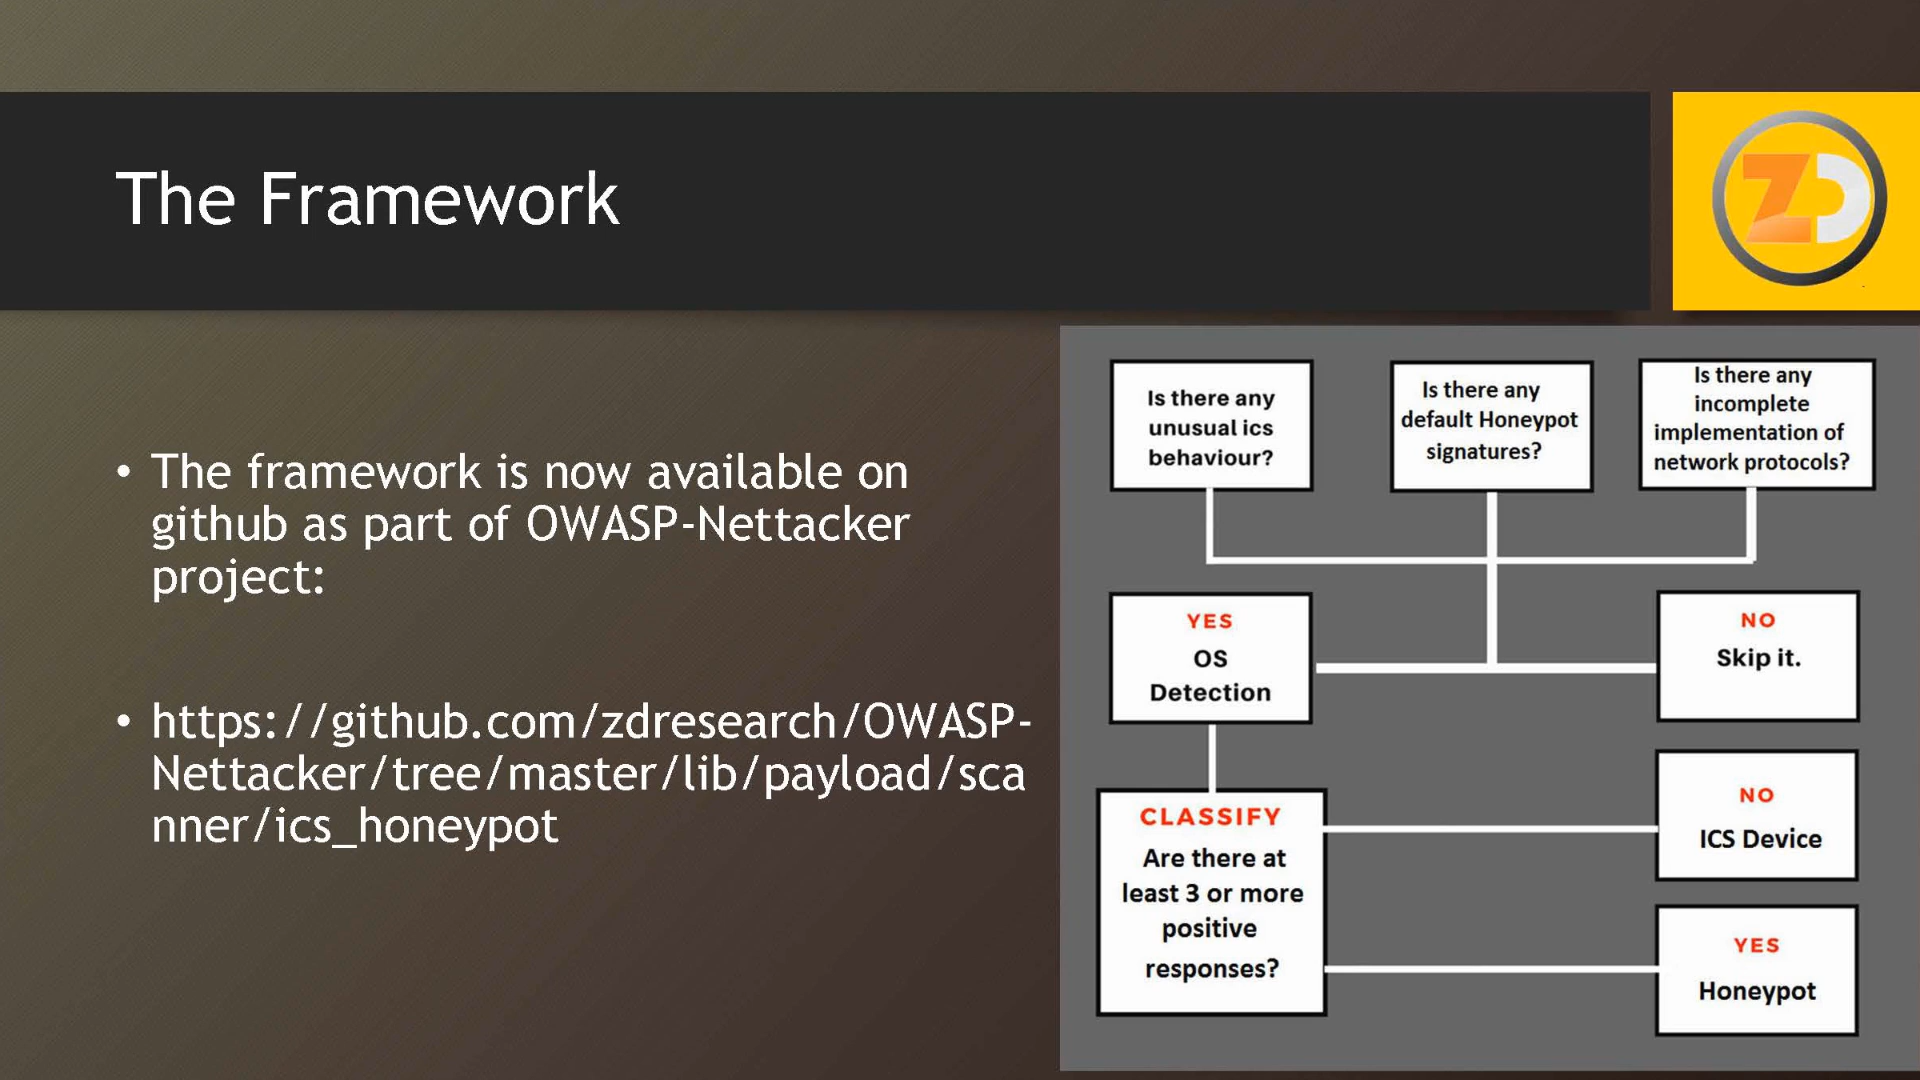 The Framework
ZD
• The framework is now available on
github as part of OWASP-Nettacker
project:
• https://github.com/zdresearch/OWASP-
Nettacker/tree/master/lib/payload/sca
nner/ics_honeypot
Is there any
unusual ics
behaviour?
Is there any
default Honeypot
signatures?
Is there any
incomplete
implementation of
network protocols?
YES
OS
Detection
NO
Skip it.
CLASSIFY
Are there at
least 3 or more
positive
responses?
NO
ICS Device
YES
Honeypot